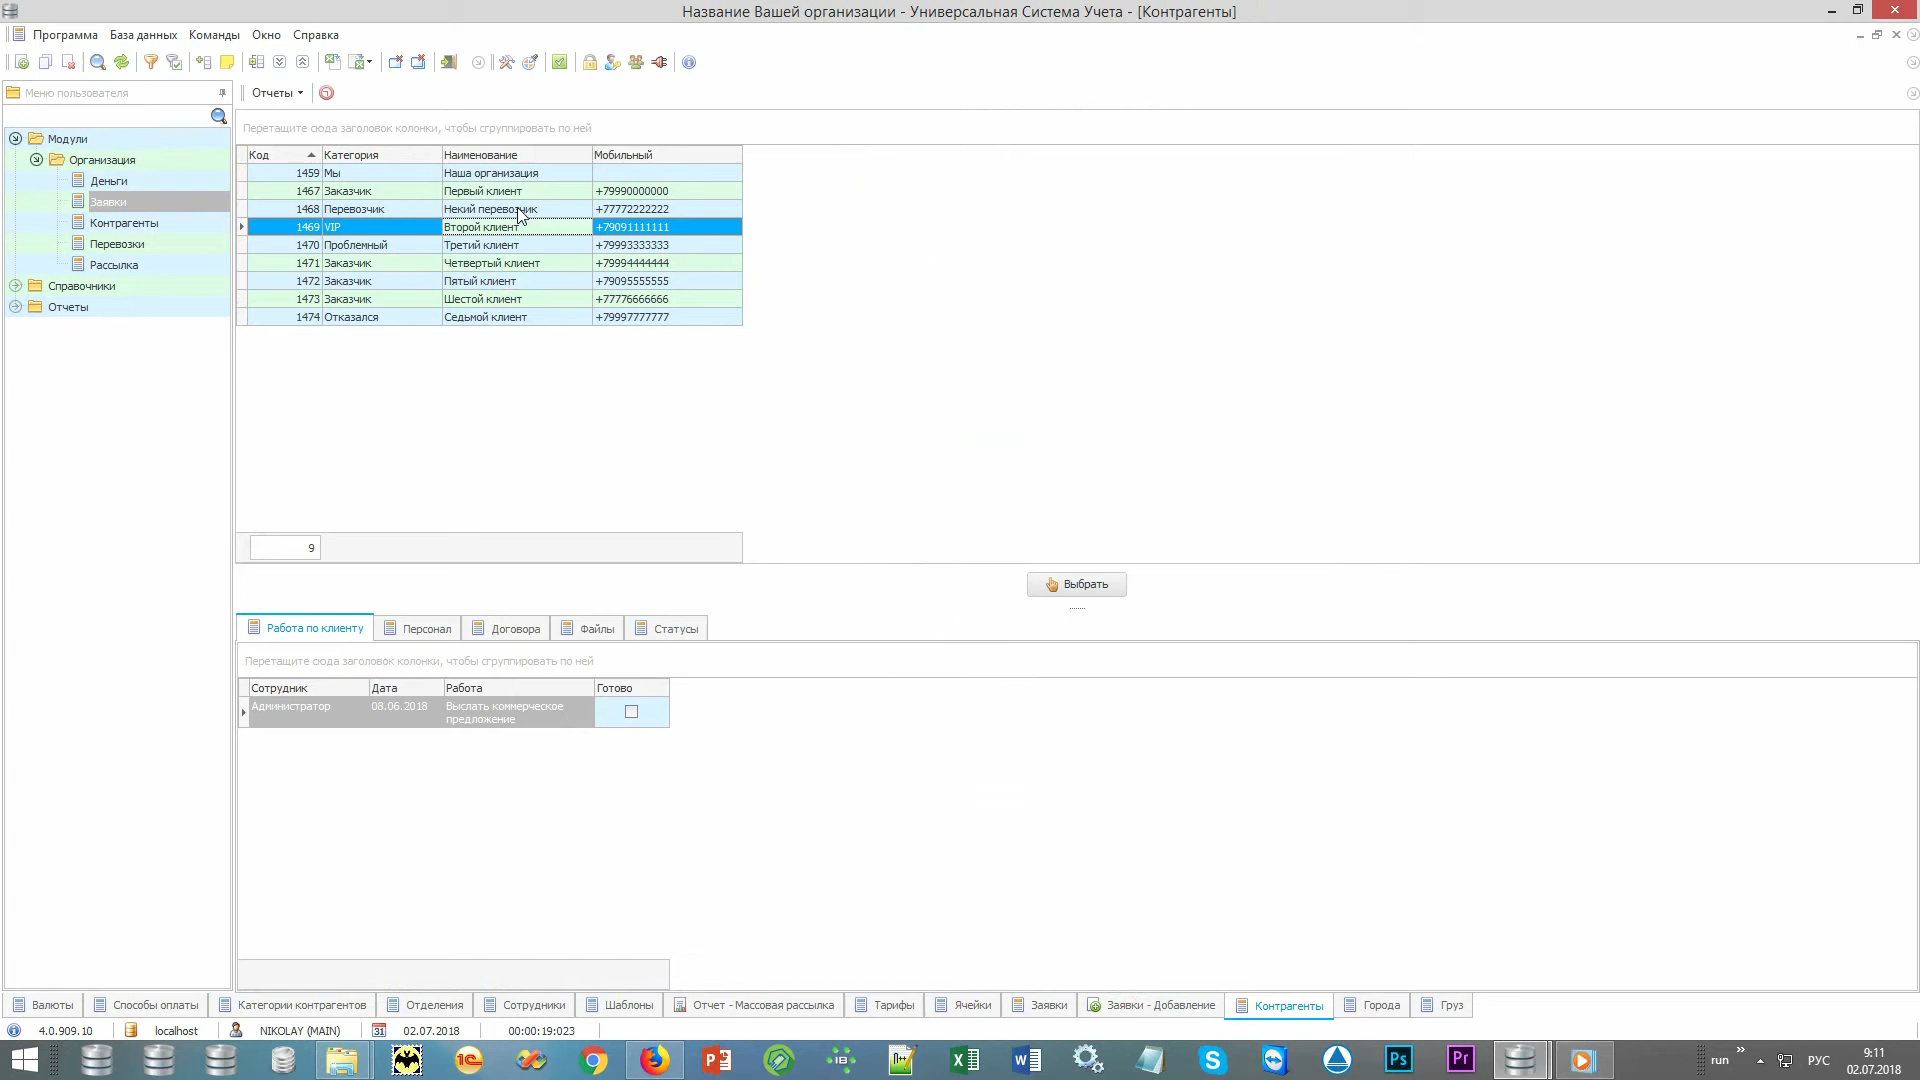 Название Вашей организации - Универсальная Система Учета - [Контрагенты]
Программа База данных Команды Окно Справка
Меню пользователя
Отчеты
Перетащите сюда заголовок колонки, чтобы сгруппировать по ней
Модули
Организация
Деньги
Заявки
Контрагенты
Перевозки
Рассылка
Справочники
Отчеты
Код Категория Наименование Мобильный
1459 Мы Наша организация
1467 Заказчик Первый клиент +79990000000
1468 Перевозчик Некий перевозчик +77772222222
1469 VIP Второй клиент +79091111111
1470 Проблемный Третий клиент +79993333333
1471 Заказчик Четвертый клиент +79994444444
1472 Заказчик Пятый клиент +79095555555
1473 Заказчик Шестой клиент +77776666666
1474 Отказался Седьмой клиент +79997777777
9
Выбрать
Работа по клиенту Персонал Договора Файлы Статусы
Перетащите сюда заголовок колонки, чтобы сгруппировать по ней
Сотрудник Дата Работа Готово
Администратор 08.06.2018 Выслать коммерческое
предложение
Валюты Способы оплаты Категории контрагентов Отделения Сотрудники Шаблоны Отчет - Массовая рассылка Тарифы Ячейки Заявки Заявки - Добавление Контрагенты Города Груз
4.0.909.10 localhost NIKOLAY (MAIN) 31 02.07.2018 00:00:19:023
run » РУС 9:11
02.07.2018